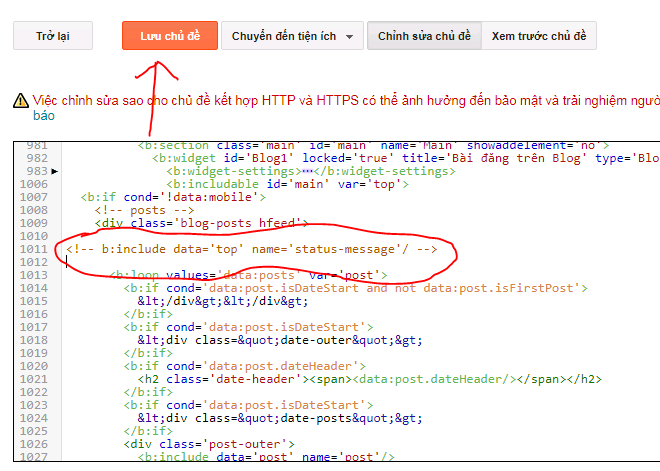 Trở lại Lưu chủ đề Chuyển đến tiện ích Chỉnh sửa chủ đề Xem trước chủ đề
Việc chỉnh sửa sao cho chủ đề kết hợp HTTP và HTTPS có thể ảnh hưởng đến bảo mật và trải nghiệm ngườ
báo
981 <b:section class='main' id='main' name='Main' showaddelement='no'>
982 <b:widget id='Blog1' locked='true' title='Bài đăng trên Blog' type='Blo
983 <b:widget-settings>↔</b:widget-settings>
1006 <b:includable id='main' var='top'>
1007 <b:if cond='!data:mobile'>
1008 <!-- posts -->
1009 <div class='blog-posts hfeed'>
1010
1011 <!-- b:include data='top' name='status-message'/ -->
1012
1013 <b:loop values='data:posts' var='post'>
1014 <b:if cond='data:post.isDateStart and not data:post.isFirstPost'>
1015 &lt;/div&gt;&lt;/div&gt;
1016 </b:if>
1017 <b:if cond='data:post.isDateStart'>
1018 &lt;div class=&quot;date-outer&quot;&gt;
1019 </b:if>
1020 <b:if cond='data:post.dateHeader'>
1021 <h2 class='date-header'><span><data:post.dateHeader/></span></h2>
1022 </b:if>
1023 <b:if cond='data:post.isDateStart'>
1024 &lt;div class=&quot;date-posts&quot;&gt;
1025 </b:if>
1026 <div class='post-outer'>
1027 <b:include data='post' name='post'/>